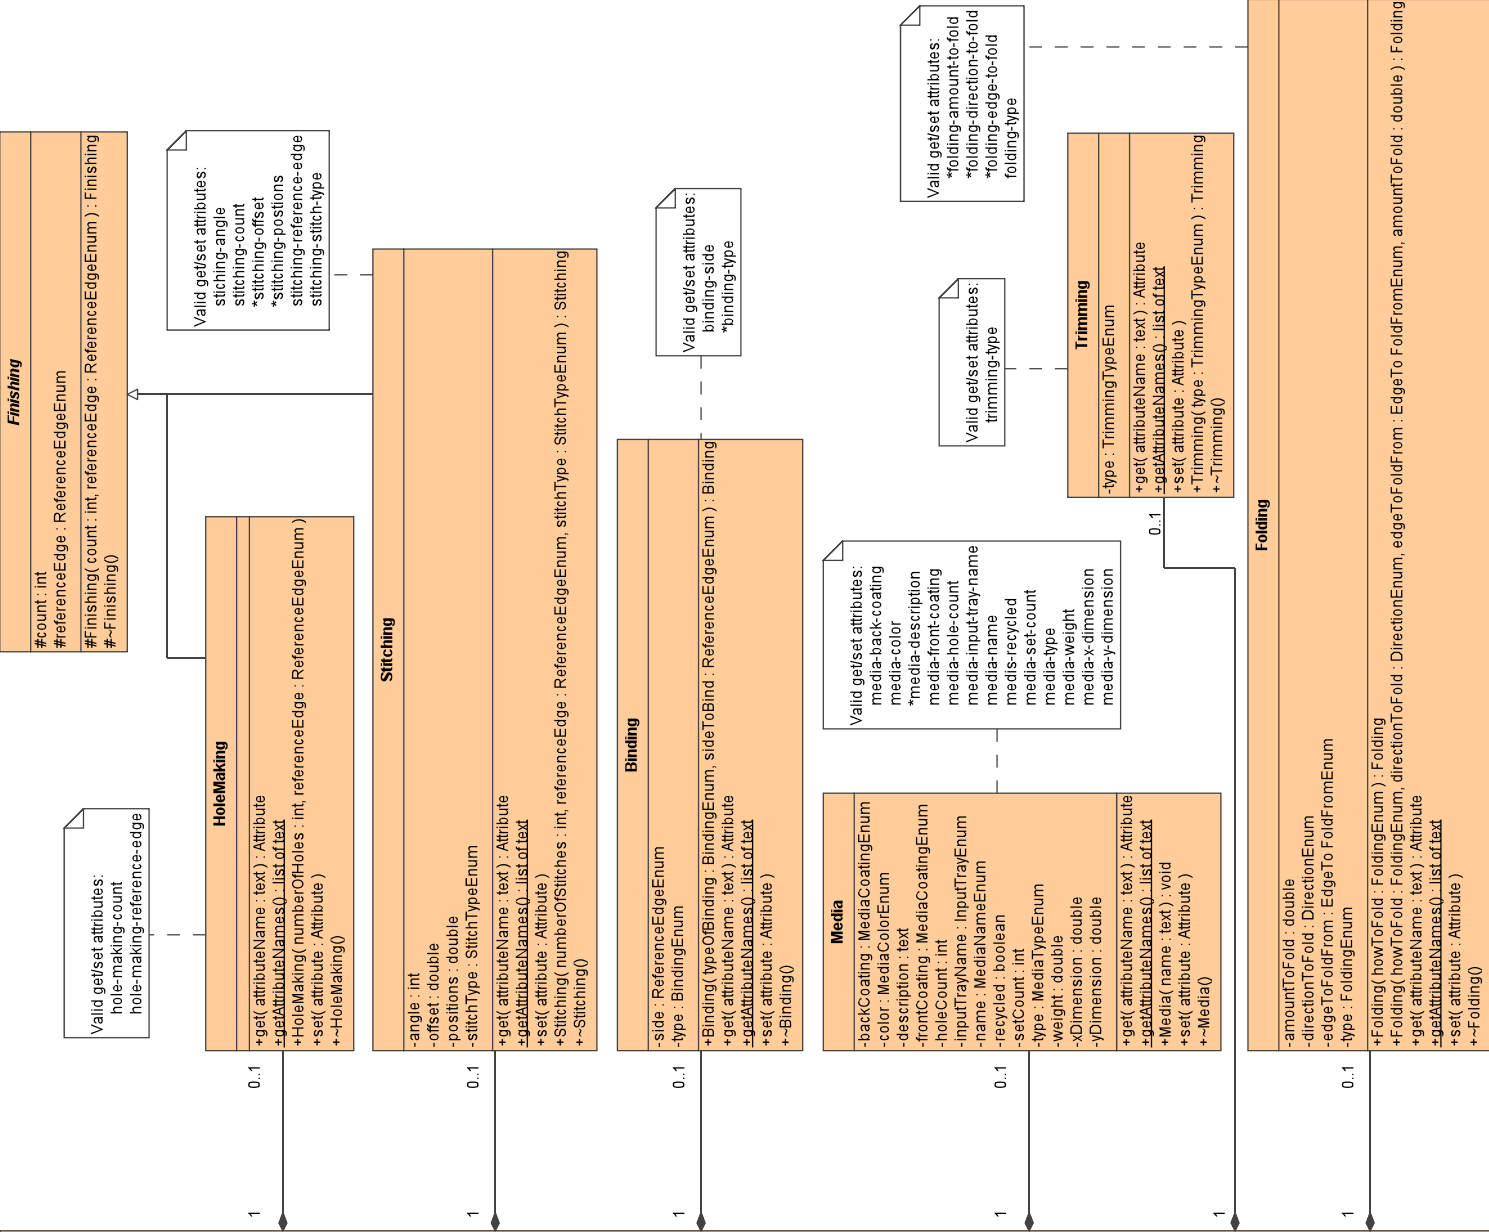 Finishing
#count : int
#referenceEdge : ReferenceEdgeEnum
#Finishing( count : int, referenceEdge : ReferenceEdgeEnum ) : Finishing
#~Finishing()
Valid get/set attributes:
hole-making-count
hole-making-reference-edge
HoleMaking
+get( attributeName : text ) : Attribute
+getAttributeNames() : list of text
+HoleMaking( numberOfHoles : int, referenceEdge : ReferenceEdgeEnum )
+set( attribute : Attribute )
+~HoleMaking()
0..1
1
Valid get/set attributes:
stiching-angle
stitching-count
*stitching-offset
*stitching-postions
stitching-reference-edge
stitching-stitch-type
Stitching
-angle : int
-offset : double
-positions : double
-stitchType : StitchTypeEnum
+get( attributeName : text ) : Attribute
+getAttributeNames() : list of text
+set( attribute : Attribute )
+Stitching( numberOfStitches : int, referenceEdge : ReferenceEdgeEnum, stitchType : StitchTypeEnum ) : Stitching
+~Stitching()
0..1
1
Valid get/set attributes:
binding-side
*binding-type
Binding
-side : ReferenceEdgeEnum
-type : BindingEnum
+Binding( typeOfBinding : BindingEnum, sideToBind : ReferenceEdgeEnum ) : Binding
+get( attributeName : text ) : Attribute
+getAttributeNames() : list of text
+set( attribute : Attribute )
+~Binding()
0..1
1
Valid get/set attributes:
media-back-coating
media-color
*media-description
media-front-coating
media-hole-count
media-input-tray-name
media-name
media-recycled
media-set-count
media-type
media-weight
media-x-dimension
media-y-dimension
Media
-backCoating : MediaCoatingEnum
-color : MediaColorEnum
-description : text
-frontCoating : MediaCoatingEnum
-holeCount : int
-inputTrayName : InputTrayEnum
-name : MediaNameEnum
-recycled : boolean
-setCount : int
-type : MediaTypeEnum
-weight : double
-xDimension : double
-yDimension : double
+get( attributeName : text ) : Attribute
+getAttributeNames() : list of text
+Media( name : text ) : void
+set( attribute : Attribute )
+~Media()
0..1
1
Valid get/set attributes:
trimming-type
Trimming
-type : TrimmingTypeEnum
+get( attributeName : text ) : Attribute
+getAttributeNames() : list of text
+set( attribute : Attribute )
+Trimming( type : TrimmingTypeEnum ) : Trimming
+~Trimming()
0..1
1
Valid get/set attributes:
*folding-amount-to-fold
*folding-direction-to-fold
*folding-edge-to-fold
folding-type
Folding
-amountToFold : double
-directionToFold : DirectionEnum
-edgeToFoldFrom : EdgeTo FoldFromEnum
-type : FoldingEnum
+Folding( howToFold : FoldingEnum ) : Folding
+Folding( howToFold : FoldingEnum, directionToFold : DirectionEnum, edgeToFoldFrom : EdgeTo FoldFromEnum, amountToFold : double ) : Folding
+get( attributeName : text ) : Attribute
+getAttributeNames() : list of text
+set( attribute : Attribute )
+~Folding()
0..1
1